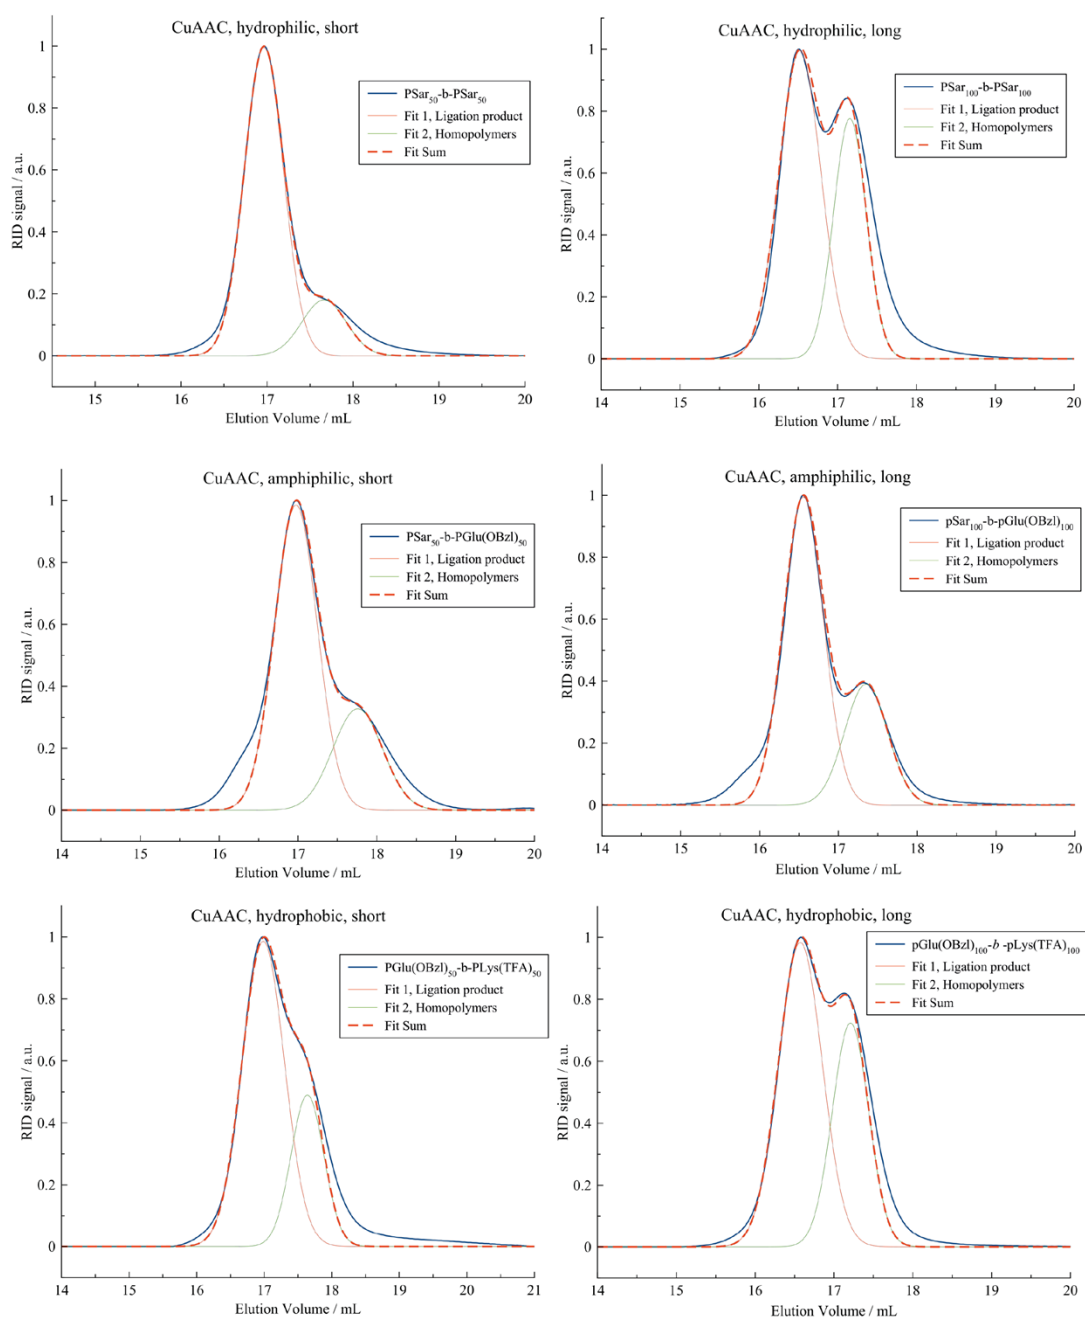 CuAAC, hydrophilic, short
PSar50-b-PSar50
Fit 1, Ligation product
Fit 2, Homopolymers
Fit Sum
RID signal / a.u.
1
0.8
0.6
0.4
0.2
0
15 16 17 18 19 20
Elution Volume / mL
CuAAC, hydrophilic, long
PSar100-b-PSar100
Fit 1, Ligation product
Fit 2, Homopolymers
Fit Sum
RID signal / a.u.
1
0.8
0.6
0.4
0.2
0
14 15 16 17 18 19 20
Elution Volume / mL
CuAAC, amphiphilic, short
PSar50-b-PGlu(OBzl)50
Fit 1, Ligation product
Fit 2, Homopolymers
Fit Sum
RID signal / a.u.
1
0.8
0.6
0.4
0.2
0
14 15 16 17 18 19 20
Elution Volume / mL
CuAAC, amphiphilic, long
pSar100-b-pGlu(OBzl)100
Fit 1, Ligation product
Fit 2, Homopolymers
Fit Sum
RID signal / a.u.
1
0.8
0.6
0.4
0.2
0
14 15 16 17 18 19 20
Elution Volume / mL
CuAAC, hydrophobic, short
PGlu(OBzl)50-b-PLys(TFA)50
Fit 1, Ligation product
Fit 2, Homopolymers
Fit Sum
RID signal / a.u.
1
0.8
0.6
0.4
0.2
0
14 15 16 17 18 19 20 21
Elution Volume / mL
CuAAC, hydrophobic, long
pGlu(OBzl)100-b -pLys(TFA)100
Fit 1, Ligation product
Fit 2, Homopolymers
Fit Sum
RID signal / a.u.
1
0.8
0.6
0.4
0.2
0
14 15 16 17 18 19 20
Elution Volume / mL